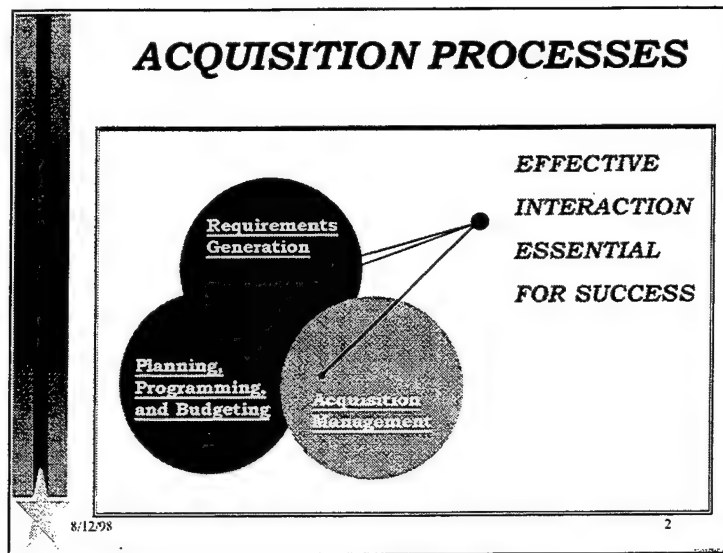 ACQUISITION PROCESSES
EFFECTIVE
INTERACTION
ESSENTIAL
FOR SUCCESS
Requirements
Generation
Planning,
Programming,
and Budgeting
Acquisition
Management
8/12/98
2